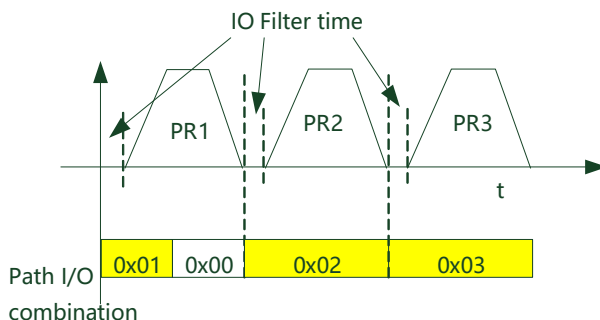 IO Filter time
PR1
PR2
PR3
t
0x01
0x00
0x02
0x03
Path I/O
combination